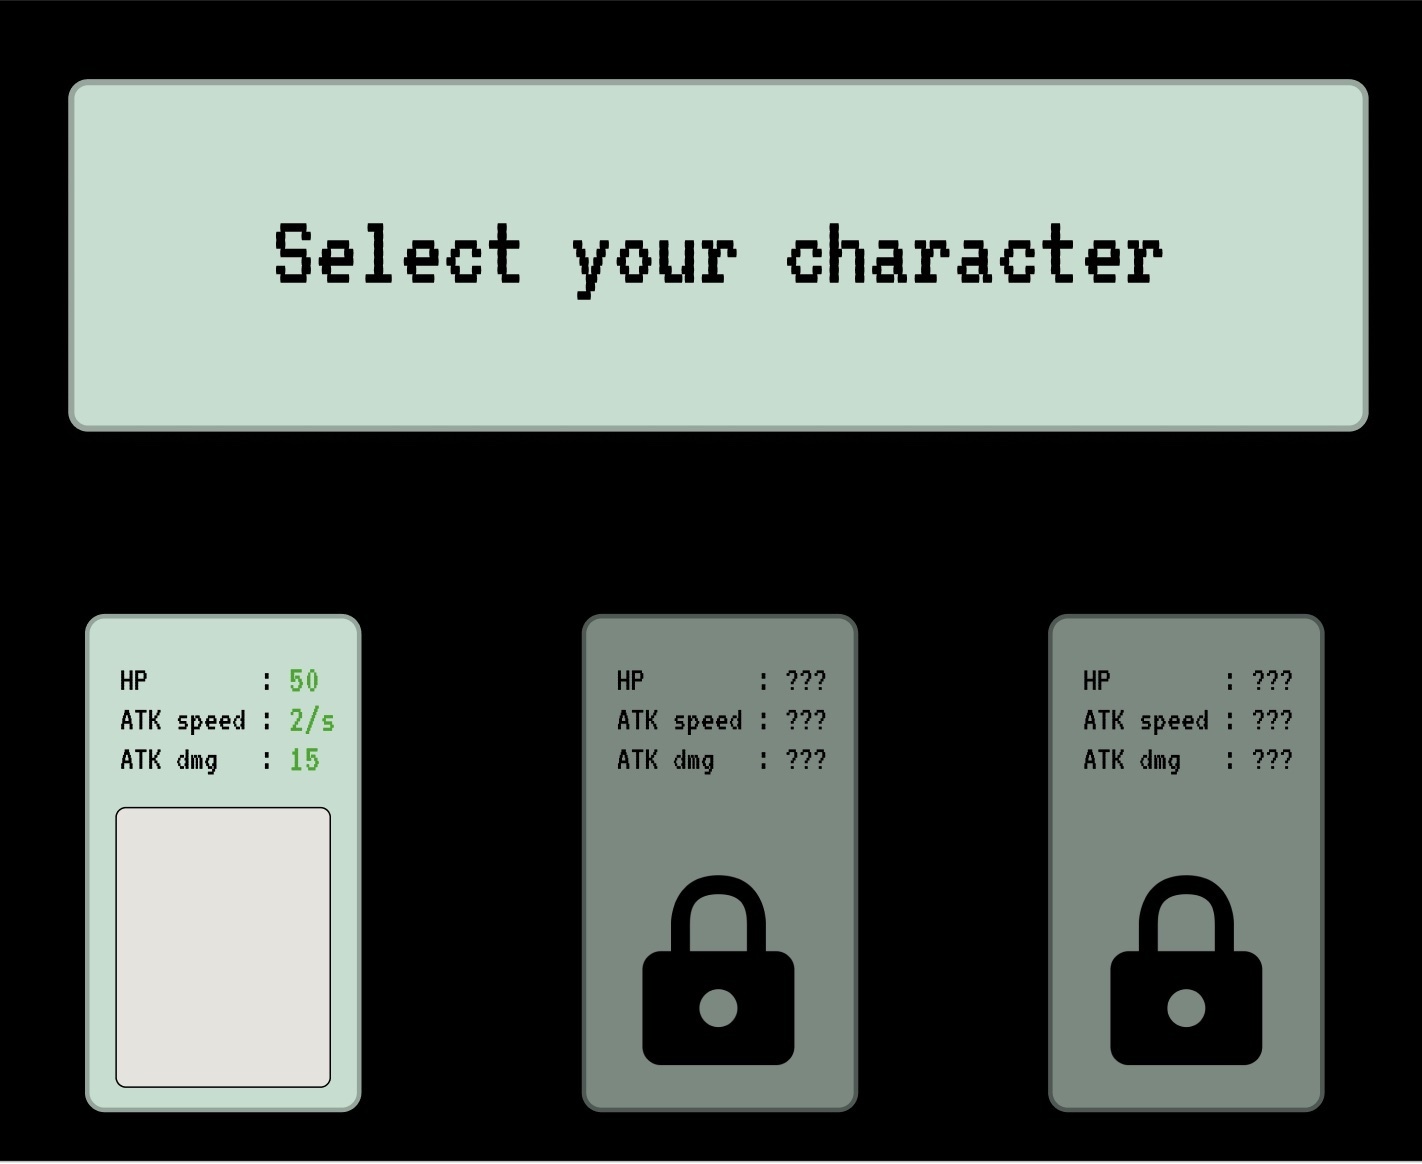 Select your character
HP : 50
ATK speed : 2/s
ATK dmg : 15
HP : ???
ATK speed : ???
ATK dmg : ???
HP : ???
ATK speed : ???
ATK dmg : ???